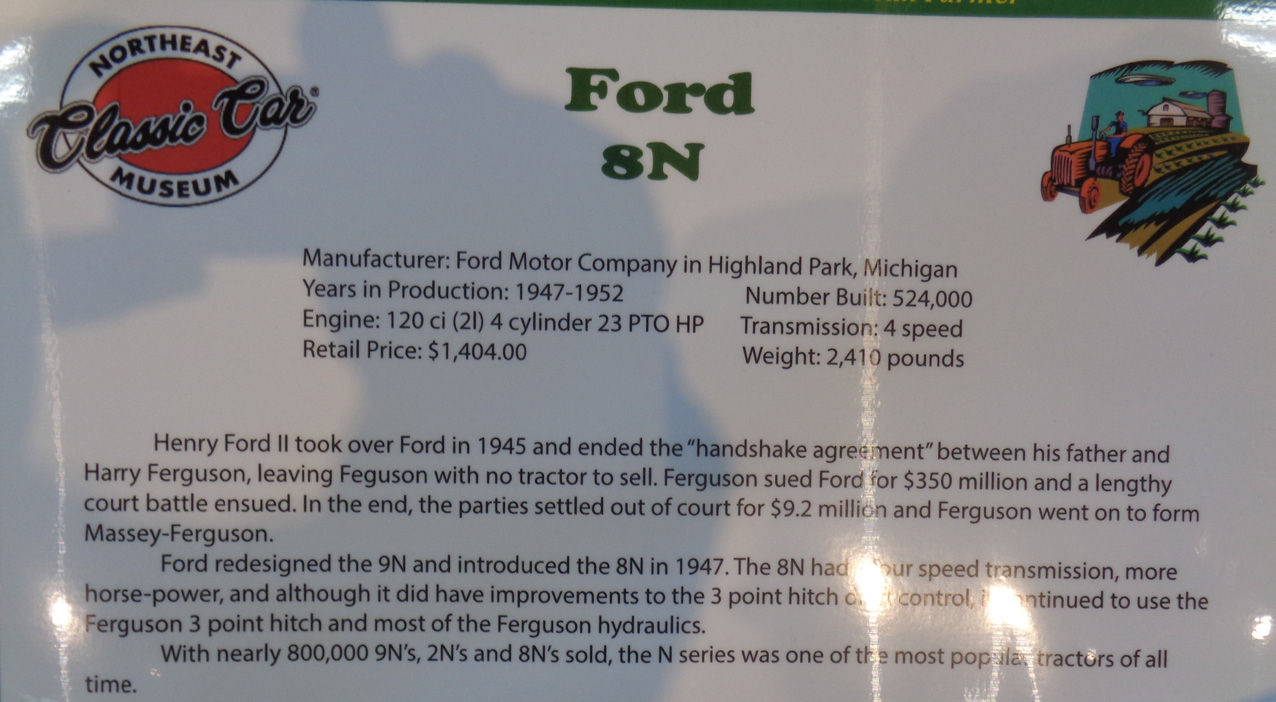 Farmer
NORTHEAST
Classic Car®
MUSEUM
Ford
8N
Manufacturer: Ford Motor Company in Highland Park, Michigan
Years in Production: 1947-1952 Number Built: 524,000
Engine: 120 ci (2l) 4 cylinder 23 PTO HP Transmission: 4 speed
Retail Price: $1,404.00 Weight: 2,410 pounds
Henry Ford II took over Ford in 1945 and ended the "handshake agreement" between his father and
Harry Ferguson, leaving Feguson with no tractor to sell. Ferguson sued Ford for $350 million and a lengthy
court battle ensued. In the end, the parties settled out of court for $9.2 million and Ferguson went on to form
Massey-Ferguson.
Ford redesigned the 9N and introduced the 8N in 1947. The 8N had four speed transmission, more
horse-power, and although it did have improvements to the 3 point hitch control, continued to use the
Ferguson 3 point hitch and most of the Ferguson hydraulics.
With nearly 800,000 9N's, 2N's and 8N's sold, the N series was one of the most popular tractors of all
time.